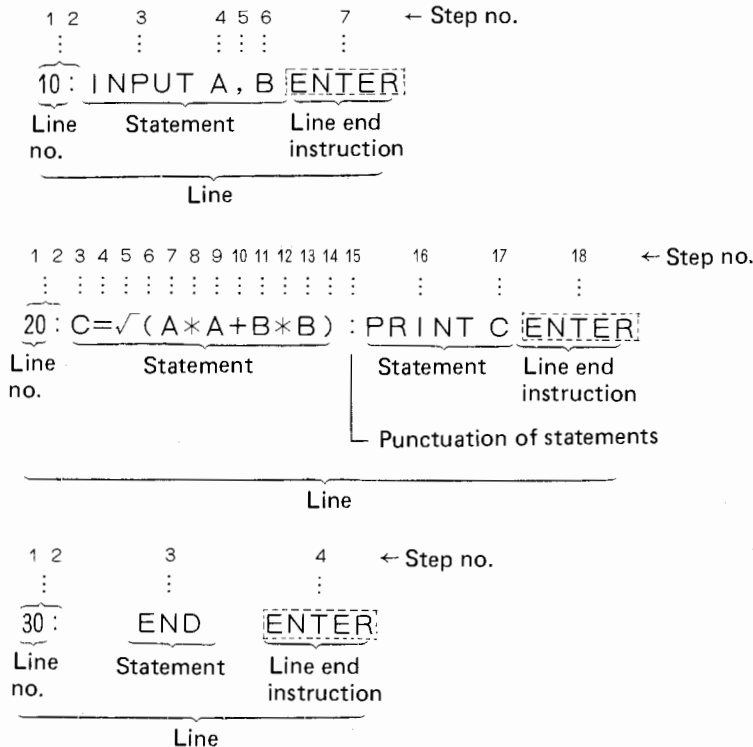 1 2 3 4 5 6 7 ← Step no.
10: INPUT A, B ENTER
Line no. Statement Line end instruction
Line
1 2 3 4 5 6 7 8 9 10 11 12 13 14 15 16 17 18 ← Step no.
20: C=√(A*A+B*B) : PRINT C ENTER
Line no. Statement Statement Line end instruction
Punctuation of statements
Line
1 2 3 4 ← Step no.
30: END ENTER
Line no. Statement Line end instruction
Line